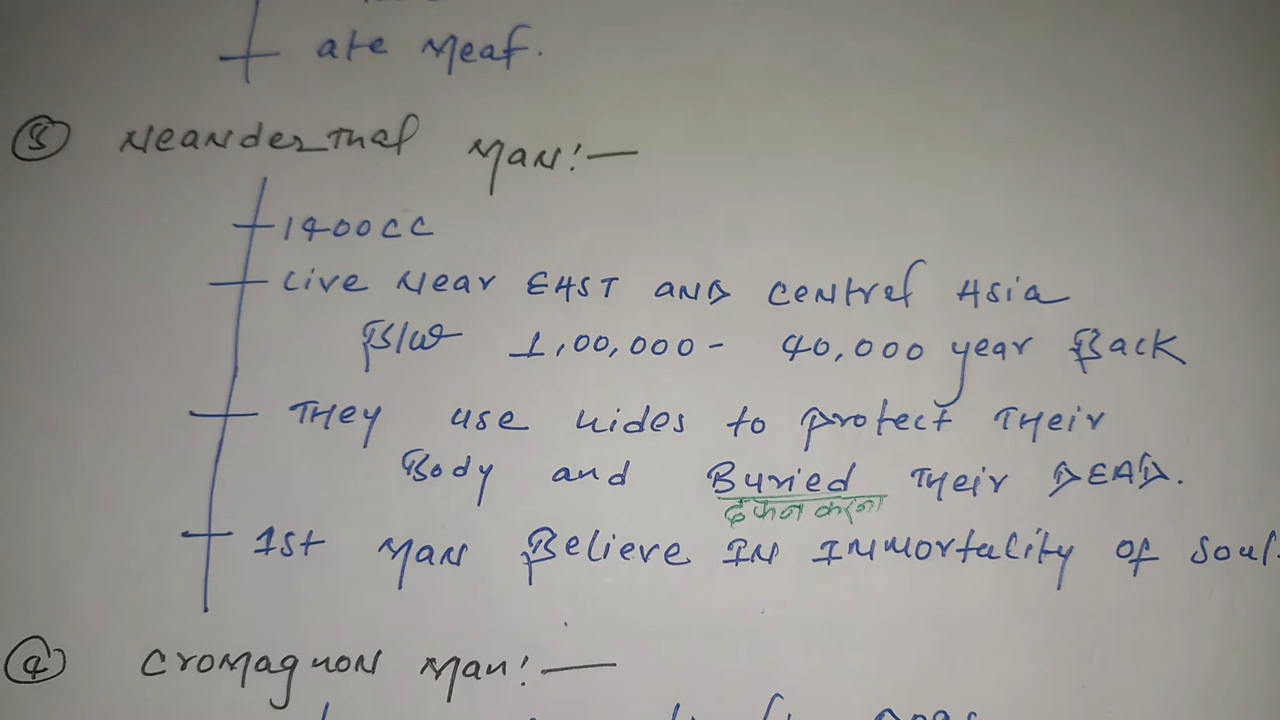 ate Meat.
③ Neanderthal Man:—
1400cc
Live Near EAST AND Central Asia
B/w 1,00,000 - 40,000 year Back
THEY use hides to protect Their
Body and Buried Their DEAD.
दफन करना
1st Man Believe IN Immortality of soul.
④ Cromagnon Man:—